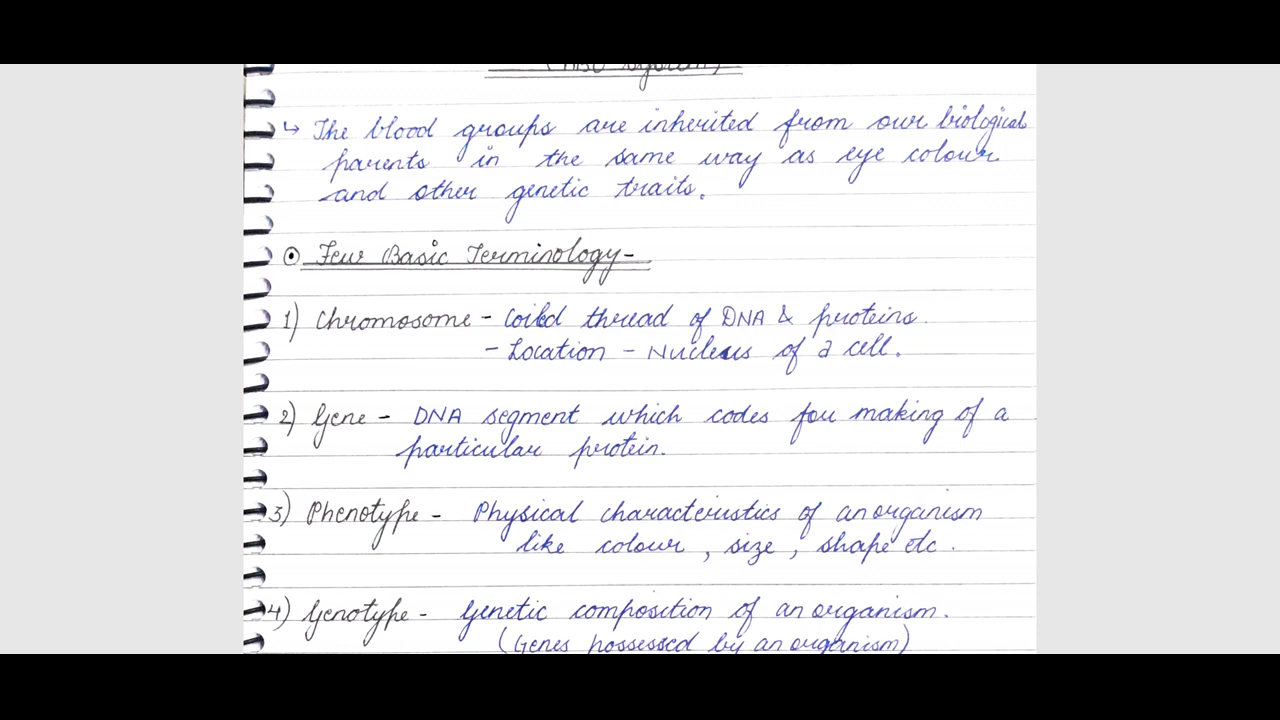 (ABO System)
↳ The blood groups are inherited from our biological
parents in the same way as eye colour
and other genetic traits.
⊙ Few Basic Terminology-
1) Chromosome - Coiled thread of DNA & proteins.
- Location - Nucleus of a cell.
2) Gene - DNA segment which codes for making of a
particular protein.
3) Phenotype - Physical characteristics of an organism
like colour, size, shape etc.
4) Genotype - Genetic composition of an organism.
(Genes possessed by an organism)